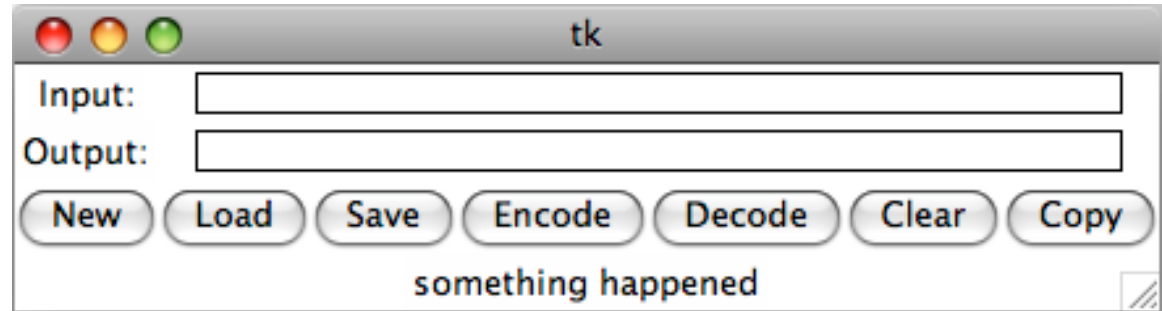 tk
Input:
Output:
New Load Save Encode Decode Clear Copy
something happened